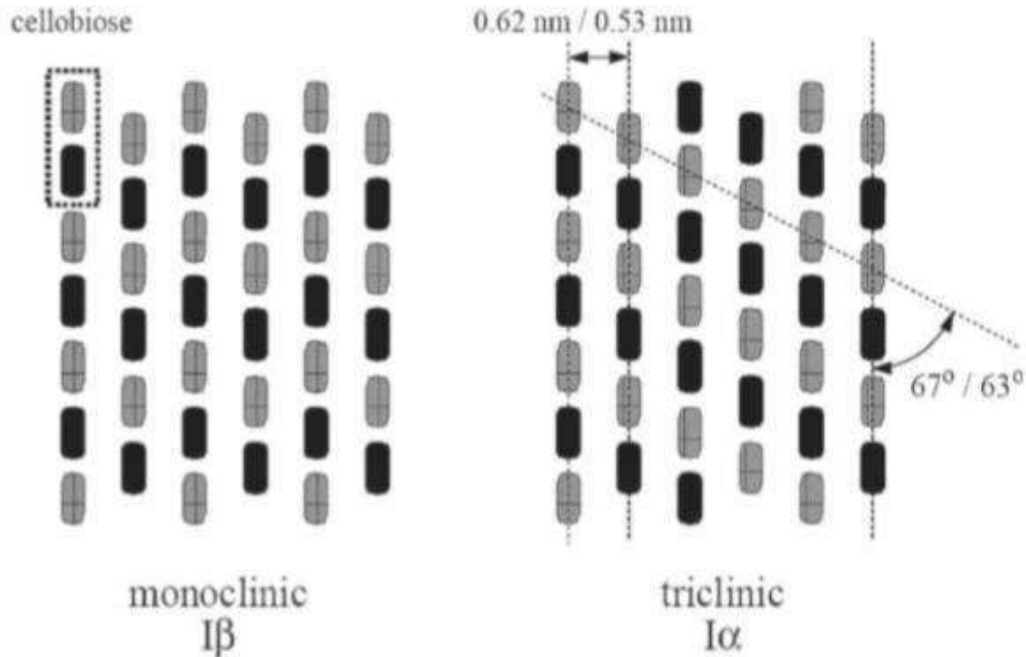 cellobiose
0.62 nm / 0.53 nm
67° / 63°
monoclinic
Iβ
triclinic
Iα